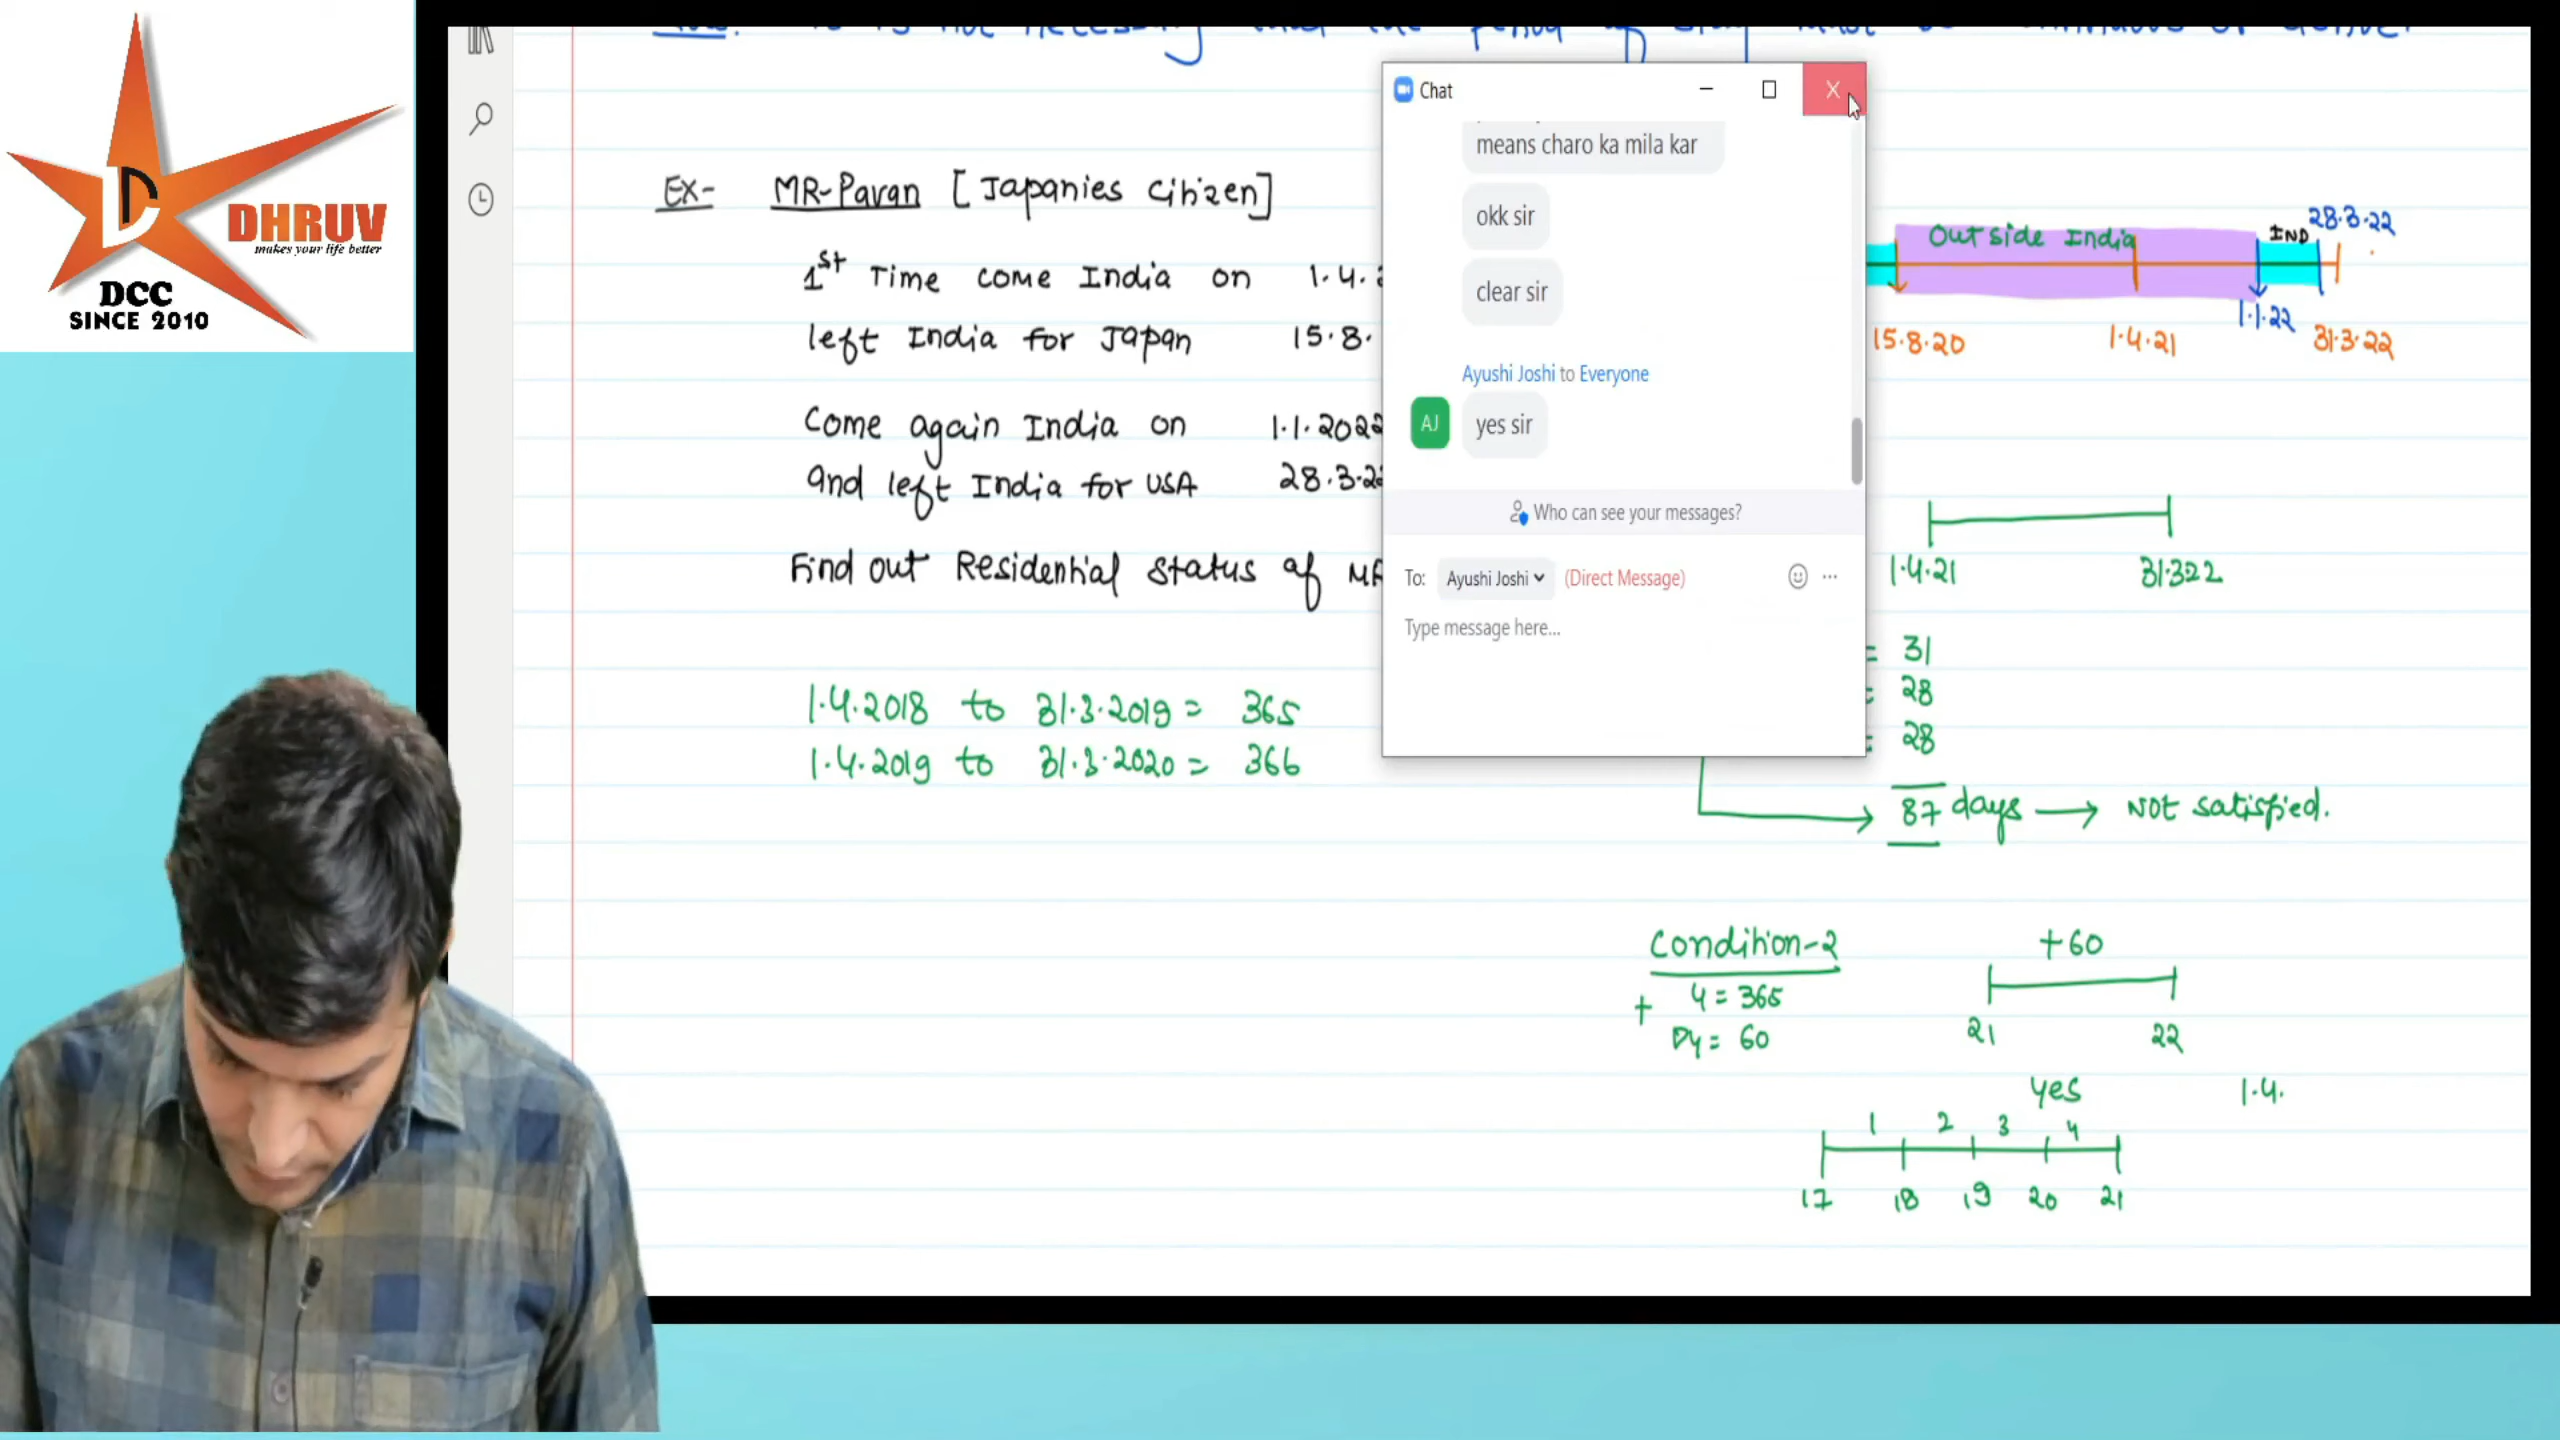 DC
DHRUV
makes your life better
DCC
SINCE 2010
EX- MR-Pavan [Japanies Citizen]
1st Time come India on 1.4.
left India for Japan 15.8.
Come again India on 1.1.2022
and left India for USA 28.3.22
Find out Residential Status of MR
1.4.2018 to 31.3.2019 = 365
1.4.2019 to 31.3.2020 = 366
Chat
means charo ka mila kar
okk sir
clear sir
Ayushi Joshi to Everyone
AJ
yes sir
Who can see your messages?
To: Ayushi Joshi (Direct Message)
Type message here...
Outside India IND 28.3.22
15.8.20 1.4.21 1.1.22 31.3.22
1.4.21 31.322
= 31
= 28
= 28
87 days → NOT satisfied.
Condition-2
+ 4 = 365
Py = 60
+60
21 22
yes 1.4.
1 2 3 4
17 18 19 20 21